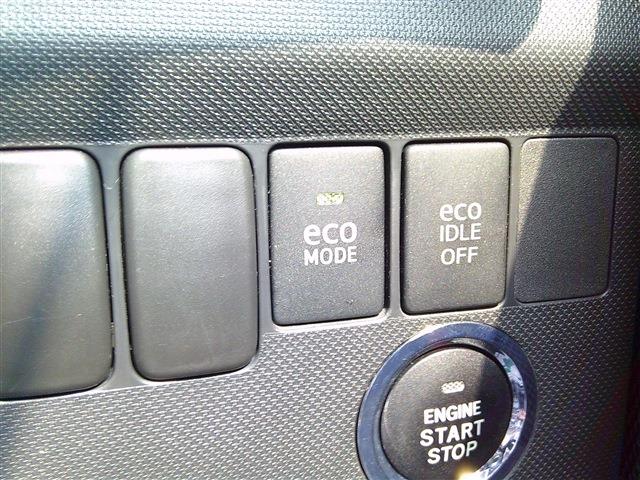 eco
MODE
eco
IDLE
OFF
ENGINE
START
STOP